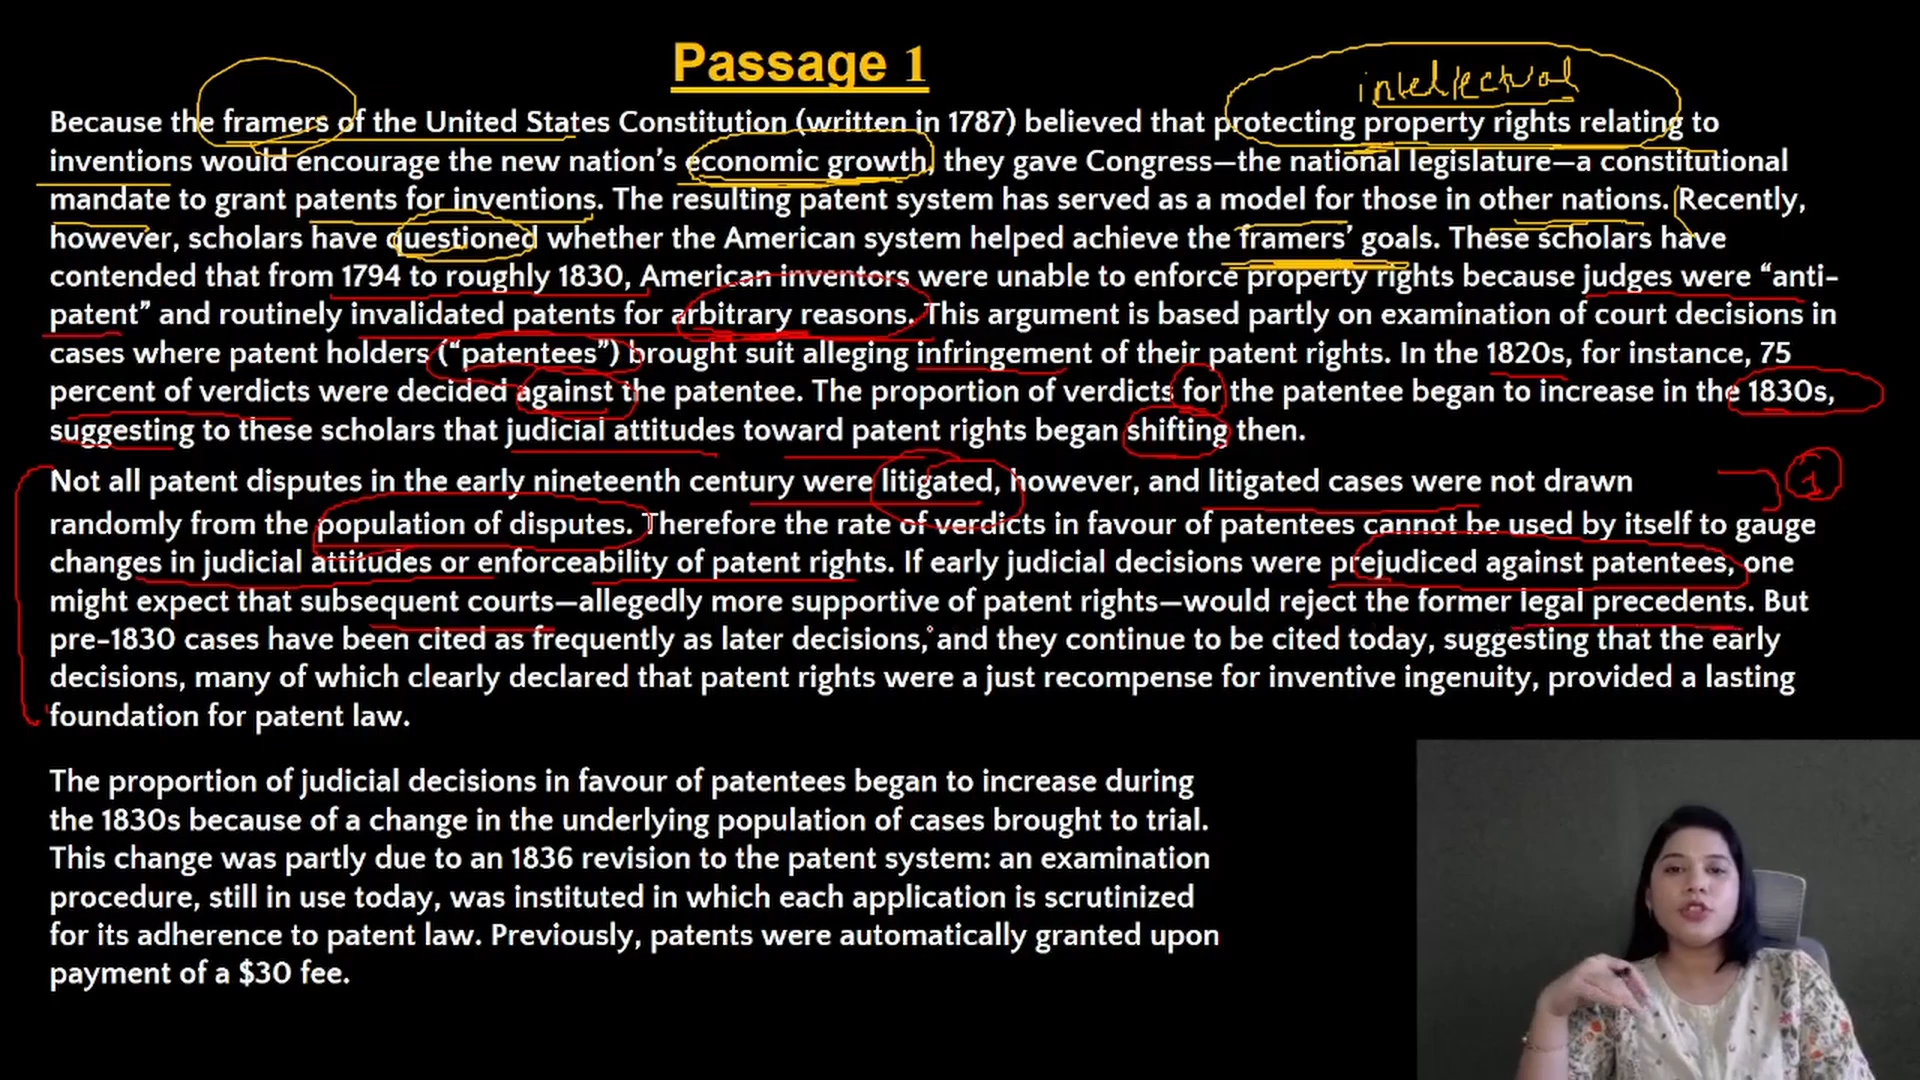 Passage 1
intellectual
Because the framers of the United States Constitution (written in 1787) believed that protecting property rights relating to
inventions would encourage the new nation’s economic growth, they gave Congress—the national legislature—a constitutional
mandate to grant patents for inventions. The resulting patent system has served as a model for those in other nations. Recently,
however, scholars have questioned whether the American system helped achieve the framers’ goals. These scholars have
contended that from 1794 to roughly 1830, American inventors were unable to enforce property rights because judges were “anti-
patent” and routinely invalidated patents for arbitrary reasons. This argument is based partly on examination of court decisions in
cases where patent holders (“patentees”) brought suit alleging infringement of their patent rights. In the 1820s, for instance, 75
percent of verdicts were decided against the patentee. The proportion of verdicts for the patentee began to increase in the 1830s,
suggesting to these scholars that judicial attitudes toward patent rights began shifting then.
Not all patent disputes in the early nineteenth century were litigated, however, and litigated cases were not drawn
1
randomly from the population of disputes. Therefore the rate of verdicts in favour of patentees cannot be used by itself to gauge
changes in judicial attitudes or enforceability of patent rights. If early judicial decisions were prejudiced against patentees, one
might expect that subsequent courts—allegedly more supportive of patent rights—would reject the former legal precedents. But
pre-1830 cases have been cited as frequently as later decisions, and they continue to be cited today, suggesting that the early
decisions, many of which clearly declared that patent rights were a just recompense for inventive ingenuity, provided a lasting
foundation for patent law.
The proportion of judicial decisions in favour of patentees began to increase during
the 1830s because of a change in the underlying population of cases brought to trial.
This change was partly due to an 1836 revision to the patent system: an examination
procedure, still in use today, was instituted in which each application is scrutinized
for its adherence to patent law. Previously, patents were automatically granted upon
payment of a $30 fee.